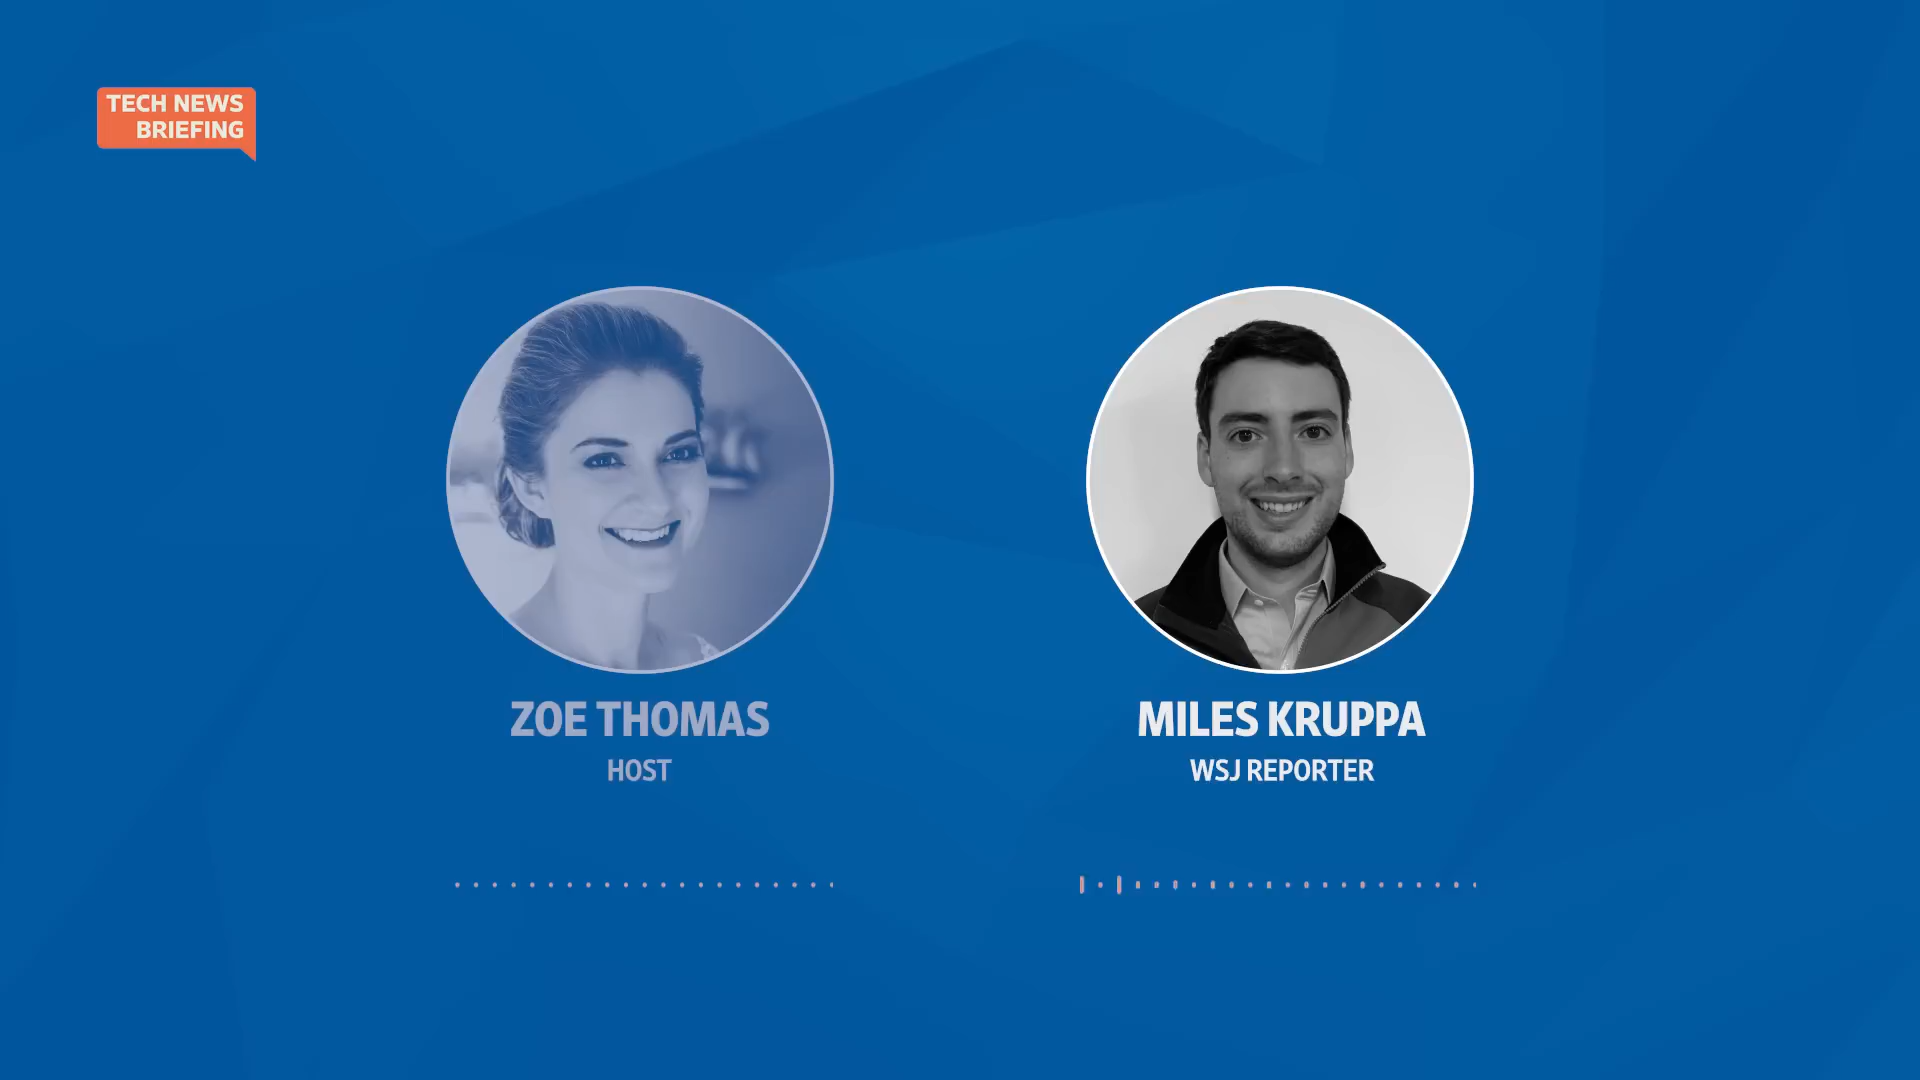 TECH NEWS
BRIEFING
ZOE THOMAS
HOST
MILES KRUPPA
WSJ REPORTER